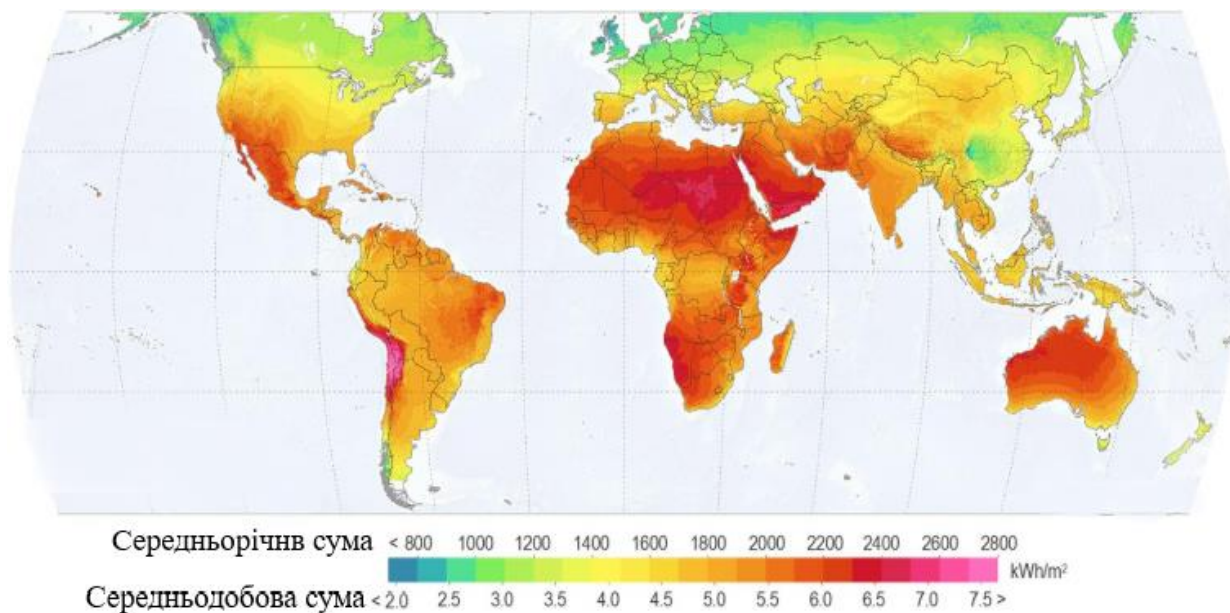 Середньорічнв сума < 800 1000 1200 1400 1600 1800 2000 2200 2400 2600 2800
kWh/m²
Середньодобова сума < 2.0 2.5 3.0 3.5 4.0 4.5 5.0 5.5 6.0 6.5 7.0 7.5 >